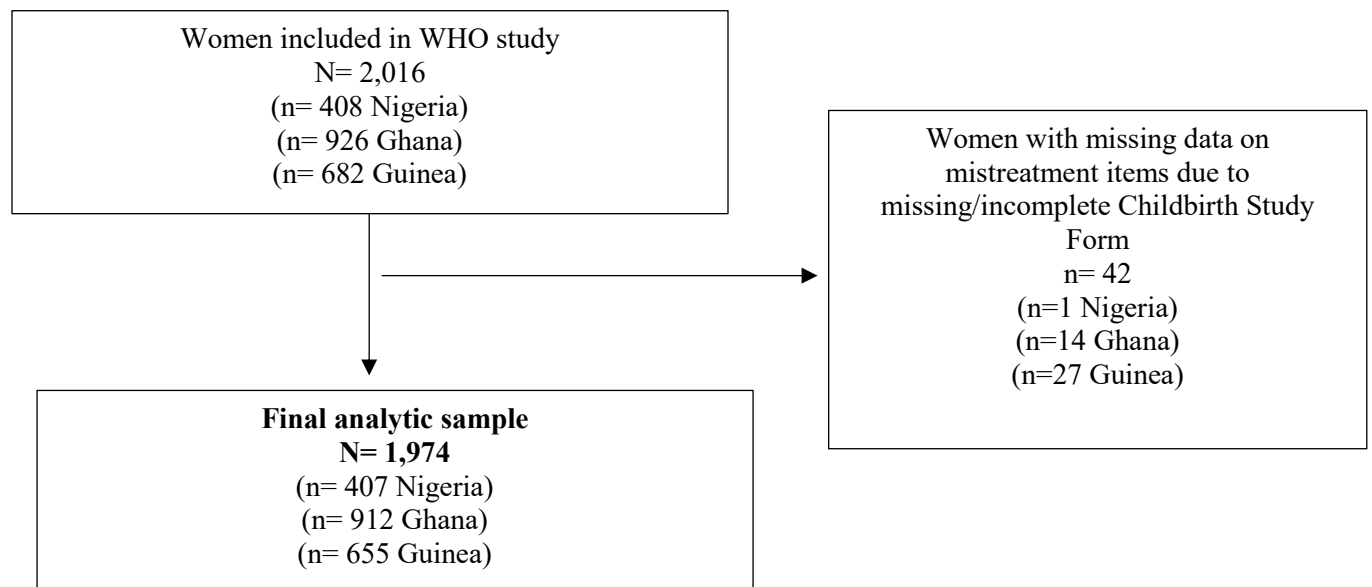 Women included in WHO study
N= 2,016
(n= 408 Nigeria)
(n= 926 Ghana)
(n= 682 Guinea)
Women with missing data on
mistreatment items due to
missing/incomplete Childbirth Study
Form
n= 42
(n=1 Nigeria)
(n=14 Ghana)
(n=27 Guinea)
Final analytic sample
N= 1,974
(n= 407 Nigeria)
(n= 912 Ghana)
(n= 655 Guinea)